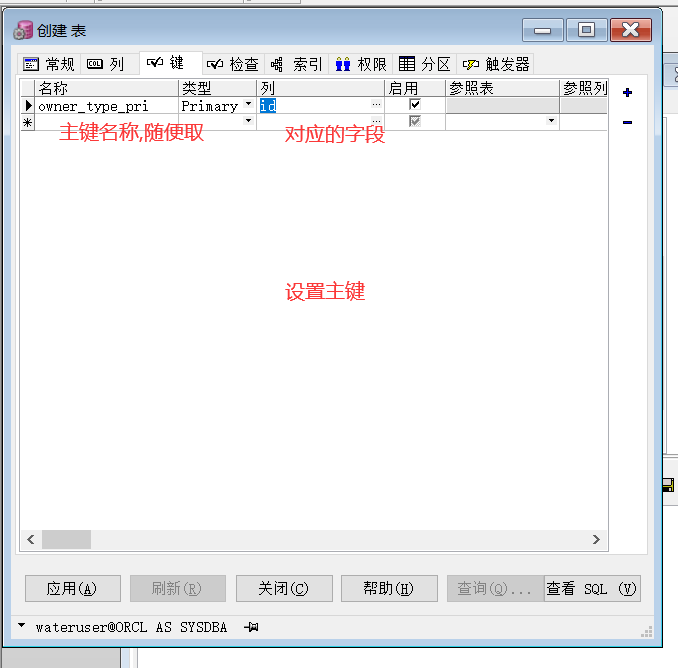 创建 表
常规 列 键 检查 索引 权限 分区 触发器
名称 类型 列 启用 参照表 参照列
owner_type_pri Primary id ...
...
主键名称,随便取 对应的字段
设置主键
应用(A) 刷新(R) 关闭(C) 帮助(H) 查询(Q)... 查看 SQL (V)
wateruser@ORCL AS SYSDBA